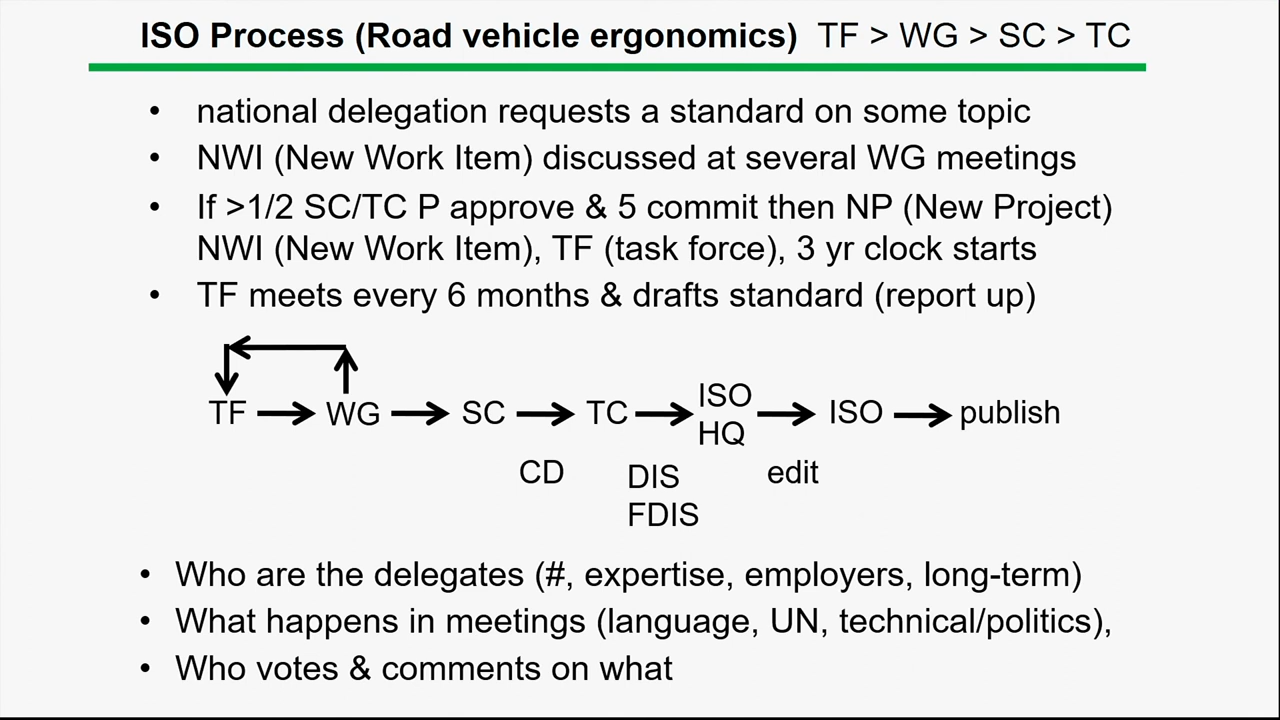 ISO Process (Road vehicle ergonomics) TF > WG > SC > TC
• national delegation requests a standard on some topic
• NWI (New Work Item) discussed at several WG meetings
• If >1/2 SC/TC P approve & 5 commit then NP (New Project)
NWI (New Work Item), TF (task force), 3 yr clock starts
• TF meets every 6 months & drafts standard (report up)
TF WG SC TC ISO HQ ISO publish
CD DIS FDIS edit
• Who are the delegates (#, expertise, employers, long-term)
• What happens in meetings (language, UN, technical/politics),
• Who votes & comments on what